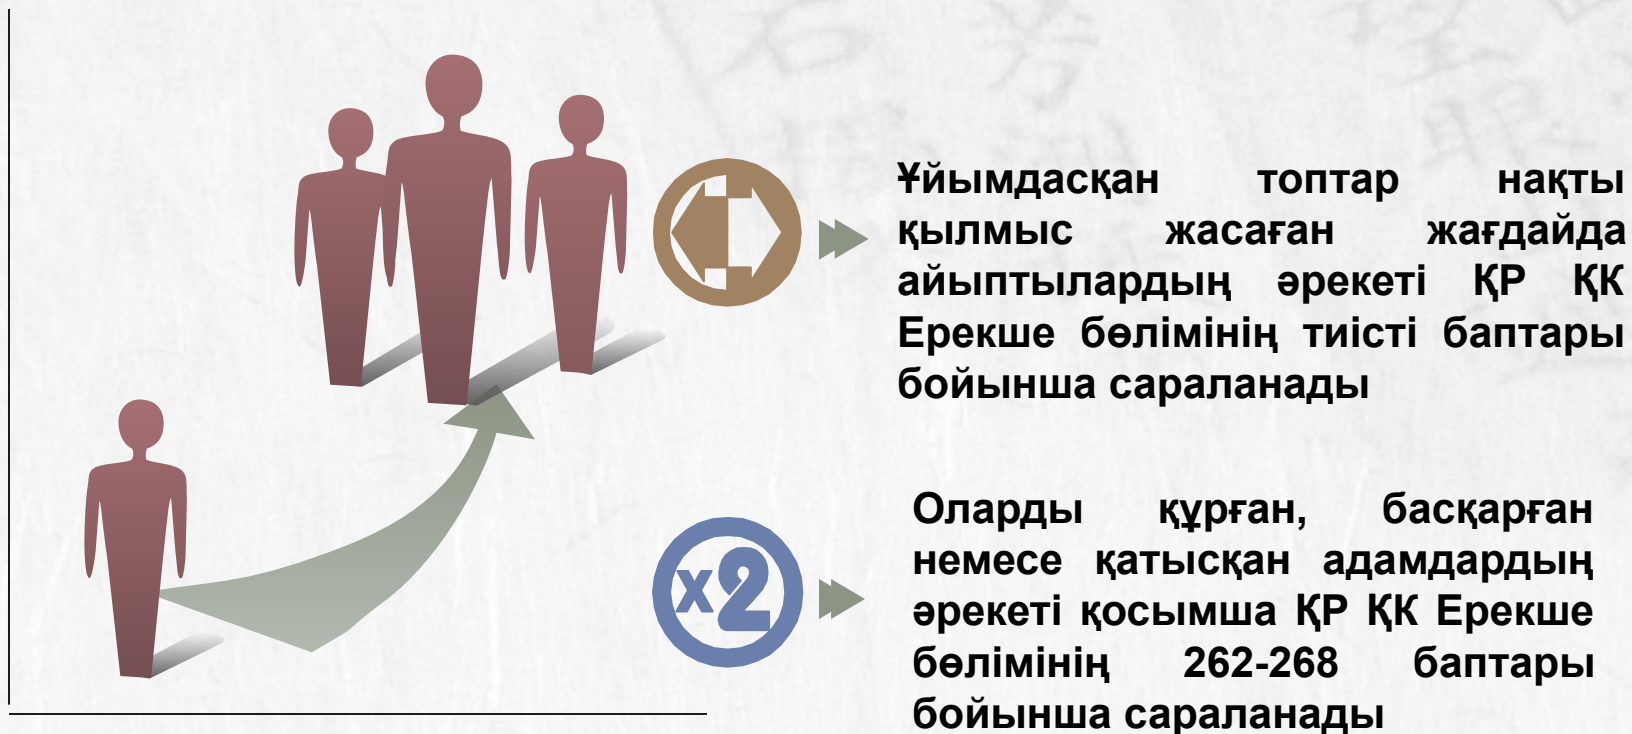 Ұйымдасқан топтар нақты
қылмыс жасаған жағдайда
айыптылардың әрекеті ҚР ҚК
Ерекше бөлімінің тиісті баптары
бойынша сараланады
x2
Оларды құрған, басқарған
немесе қатысқан адамдардың
әрекеті қосымша ҚР ҚК Ерекше
бөлімінің 262-268 баптары
бойынша сараланады